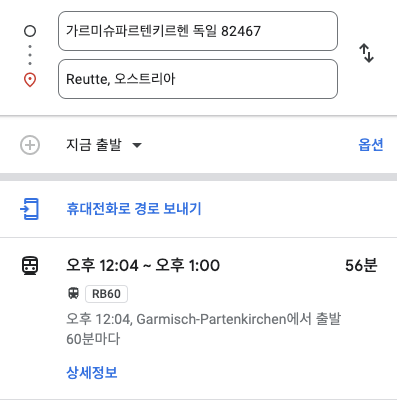 가르미슈파르텐키르헨 독일 82467
Reutte, 오스트리아
지금 출발
옵션
휴대전화로 경로 보내기
오후 12:04 ~ 오후 1:00
56분
RB60
오후 12:04, Garmisch-Partenkirchen에서 출발
60분마다
상세정보